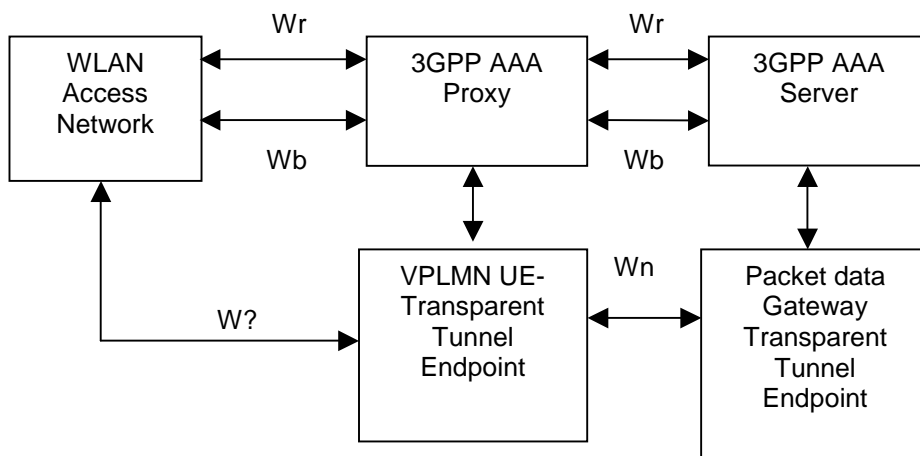 Wr
Wr
WLAN
Access
Network
3GPP AAA
Proxy
3GPP AAA
Server
Wb
Wb
VPLMN UE-
Transparent
Tunnel
Endpoint
Wn
Packet data
Gateway
Transparent
Tunnel
Endpoint
W?